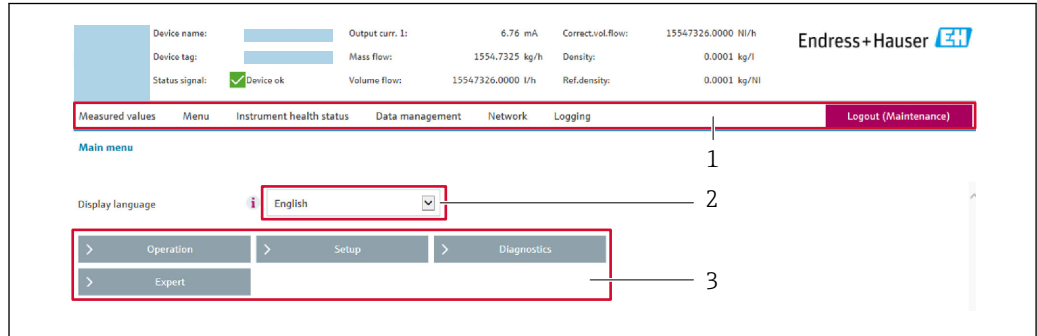 Device name: Output curr. 1: 6.76 mA Correct.vol.flow: 15547326.0000 Nl/h
Endress+Hauser EH
Device tag: Mass flow: 1554.7325 kg/h Density: 0.0001 kg/l
Status signal: Device ok Volume flow: 15547326.0000 l/h Ref.density: 0.0001 kg/Nl
Measured values Menu Instrument health status Data management Network Logging Logout (Maintenance)
1
Main menu
Display language i English 2
> Operation > Setup > Diagnostics
> Expert 3